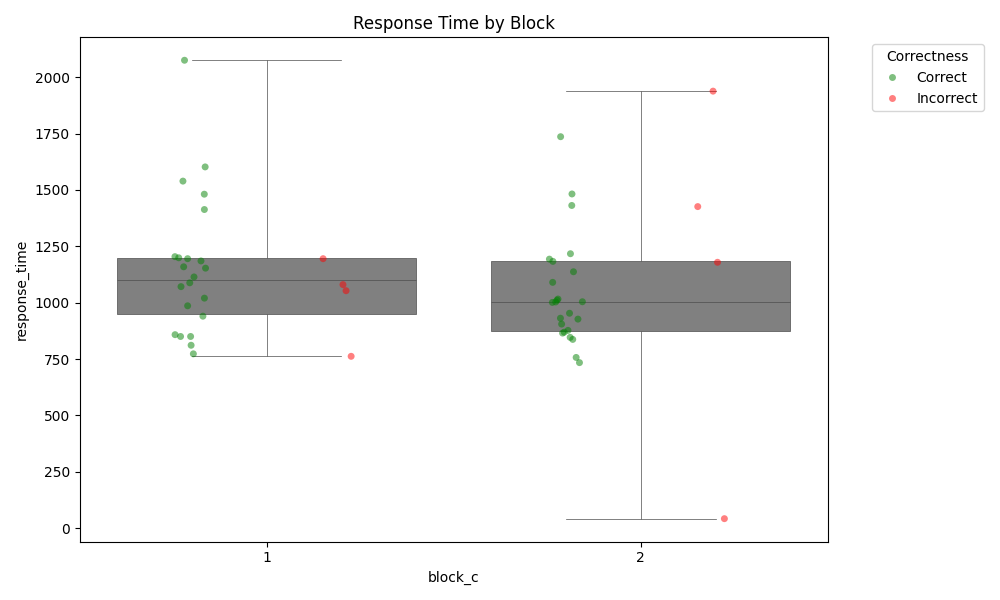 Response Time by Block
Correctness
Correct
Incorrect
response_time
2000
1750
1500
1250
1000
750
500
250
0
1
2
block_c